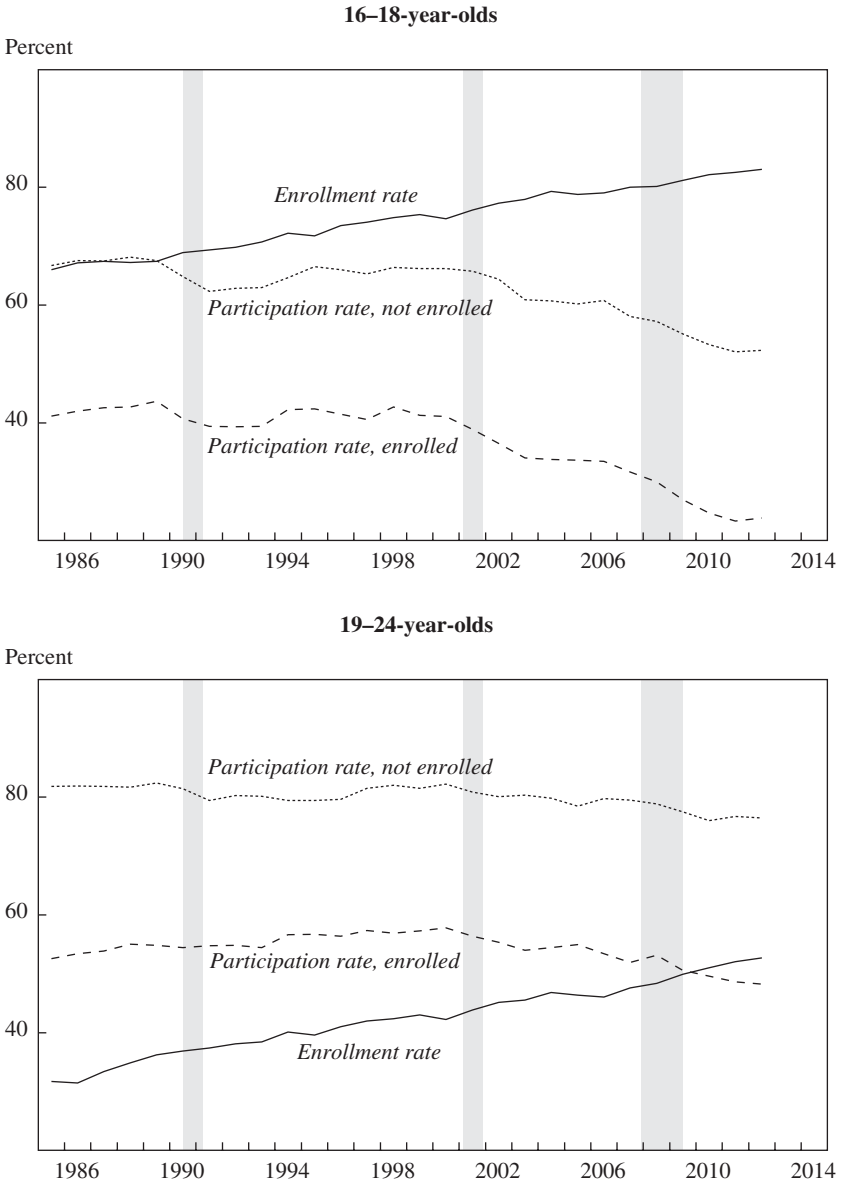 16–18-year-olds
Percent
80
Enrollment rate
60
Participation rate, not enrolled
40
Participation rate, enrolled
1986 1990 1994 1998 2002 2006 2010 2014
19–24-year-olds
Percent
Participation rate, not enrolled
80
60
Participation rate, enrolled
40
Enrollment rate
1986 1990 1994 1998 2002 2006 2010 2014